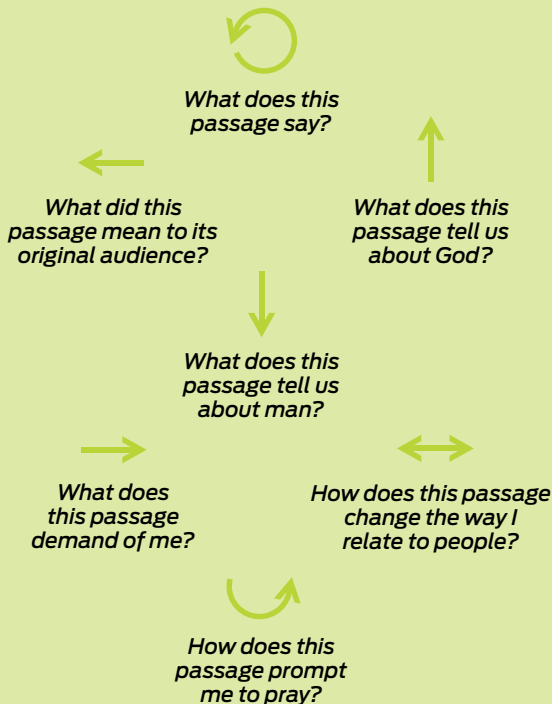 What does this
passage say?
What did this
passage mean to its
original audience?
What does this
passage tell us
about God?
What does this
passage tell us
about man?
What does
this passage
demand of me?
How does this passage
change the way I
relate to people?
How does this
passage prompt
me to pray?